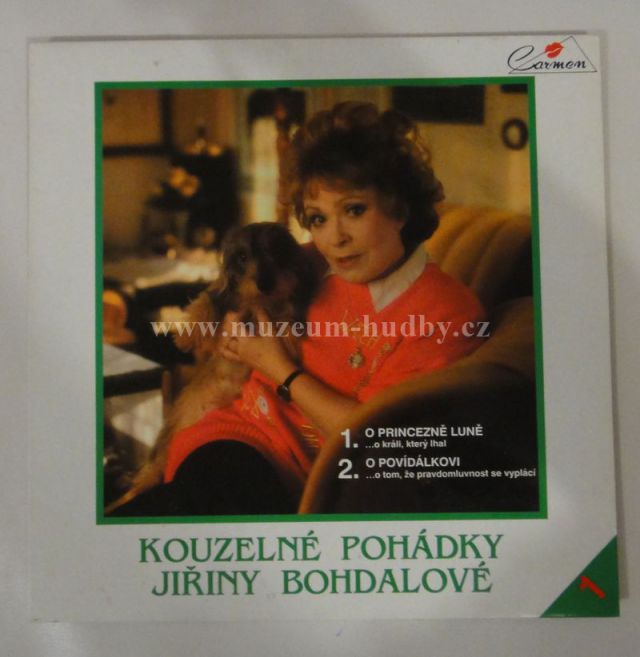 Carmen
www.muzeum-hudby.cz
1. O PRINCEZNĚ LUNĚ
...o králi, který lhal
2. O POVÍDÁLKOVI
...o tom, že pravdomluvnost se vyplácí
KOUZELNÉ POHÁDKY
JIŘINY BOHDALOVÉ
1